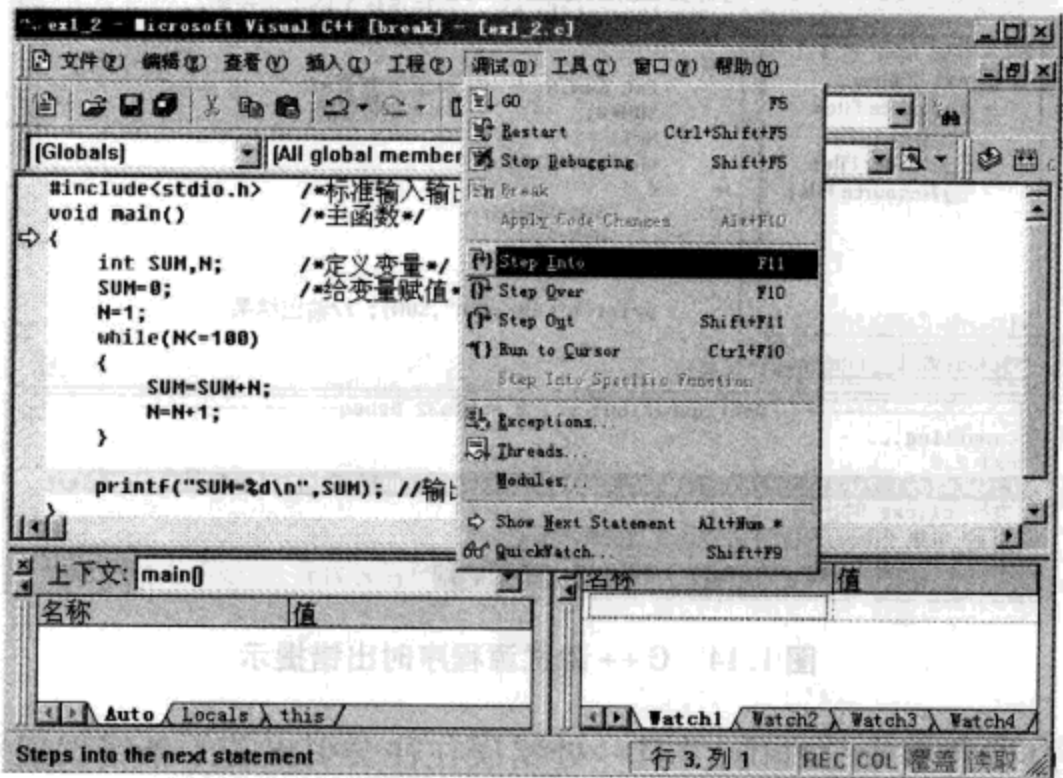 ex1_2 - Microsoft Visual C++ [break] - [ex1_2.c]
文件(F) 编辑(E) 查看(V) 插入(I) 工程(P) 调试(D) 工具(T) 窗口(W) 帮助(H)
GO F5
Restart Ctrl+Shift+F5
Stop Debugging Shift+F5
Break
Apply Code Changes Alt+F10
Step Into F11
Step Over F10
Step Out Shift+F11
Run to Cursor Ctrl+F10
Step Into Specific Function
Exceptions...
Threads...
Modules...
Show Next Statement Alt+Num *
QuickWatch... Shift+F9
(Globals) (All global member
#include<stdio.h> /*标准输入输出
void main() /*主函数*/
{
int SUM,N; /*定义变量*/
SUM=0; /*给变量赋值*
N=1;
while(N<=100)
{
SUM=SUM+N;
N=N+1;
}
printf("SUM=%d\n",SUM); //输出
}
上下文: main()
名称 值
名称 值
Auto Locals this
Watch1 Watch2 Watch3 Watch4
Steps into the next statement
行 3, 列 1 REC COL 覆盖 读取